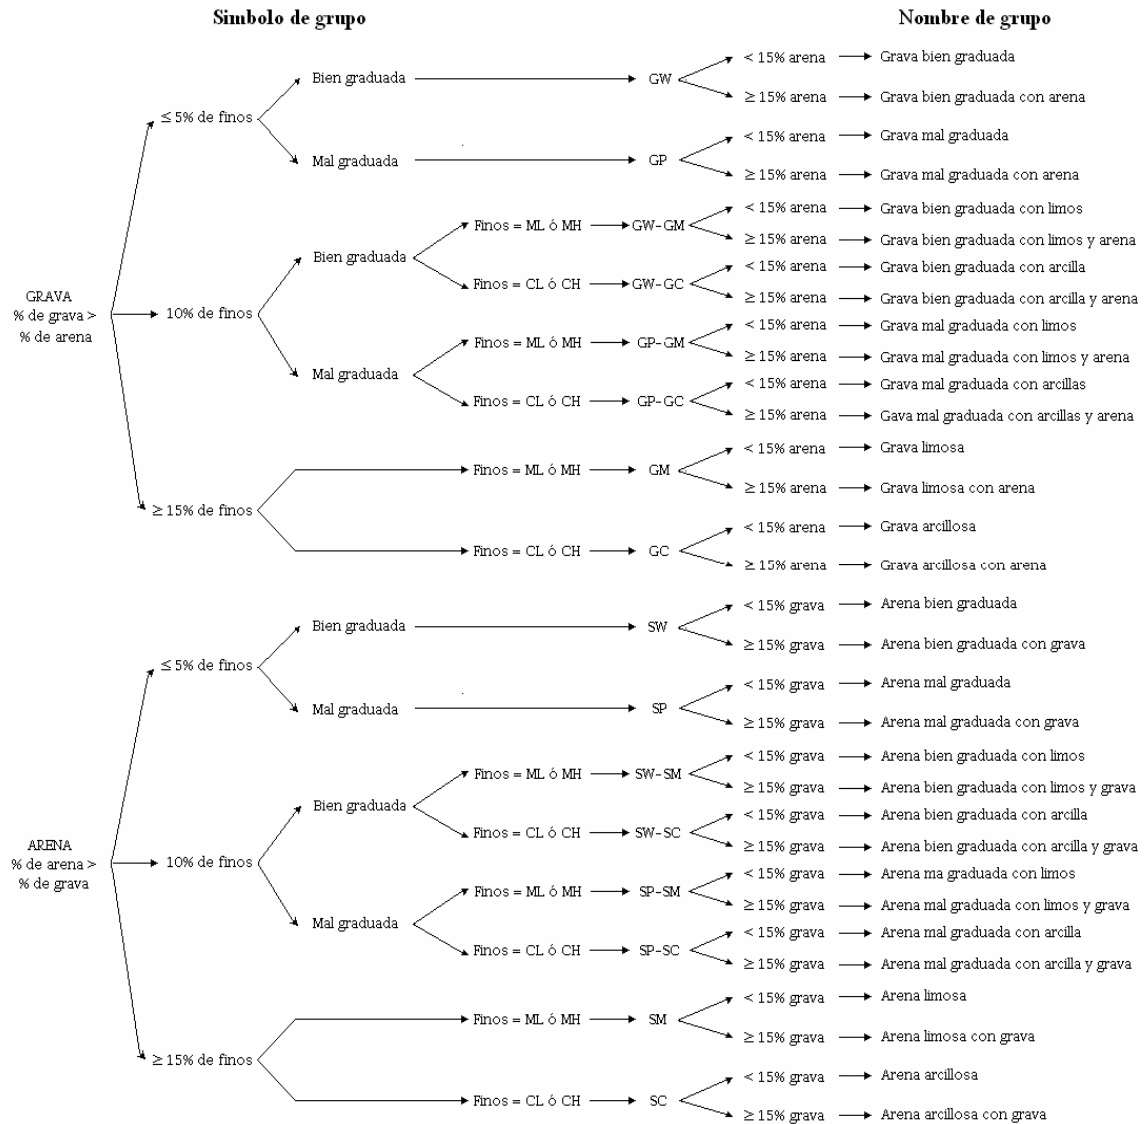 Simbolo de grupo
Nombre de grupo
GRAVA
% de grava >
% de arena
≤ 5% de finos
Bien graduada
GW
< 15% arena
Grava bien graduada
≥ 15% arena
Grava bien graduada con arena
Mal graduada
GP
< 15% arena
Grava mal graduada
≥ 15% arena
Grava mal graduada con arena
10% de finos
Bien graduada
Finos = ML ó MH
GW-GM
< 15% arena
Grava bien graduada con limos
≥ 15% arena
Grava bien graduada con limos y arena
Finos = CL ó CH
GW-GC
< 15% arena
Grava bien graduada con arcilla
≥ 15% arena
Grava bien graduada con arcilla y arena
Mal graduada
Finos = ML ó MH
GP-GM
< 15% arena
Grava mal graduada con limos
≥ 15% arena
Grava mal graduada con limos y arena
Finos = CL ó CH
GP-GC
< 15% arena
Grava mal graduada con arcillas
≥ 15% arena
Gava mal graduada con arcillas y arena
≥ 15% de finos
Finos = ML ó MH
GM
< 15% arena
Grava limosa
≥ 15% arena
Grava limosa con arena
Finos = CL ó CH
GC
< 15% arena
Grava arcillosa
≥ 15% arena
Grava arcillosa con arena
ARENA
% de arena >
% de grava
≤ 5% de finos
Bien graduada
SW
< 15% grava
Arena bien graduada
≥ 15% grava
Arena bien graduada con grava
Mal graduada
SP
< 15% grava
Arena mal graduada
≥ 15% grava
Arena mal graduada con grava
10% de finos
Bien graduada
Finos = ML ó MH
SW-SM
< 15% grava
Arena bien graduada con limos
≥ 15% grava
Arena bien graduada con limos y grava
Finos = CL ó CH
SW-SC
< 15% grava
Arena bien graduada con arcilla
≥ 15% grava
Arena bien graduada con arcilla y grava
Mal graduada
Finos = ML ó MH
SP-SM
< 15% grava
Arena ma graduada con limos
≥ 15% grava
Arena mal graduada con limos y grava
Finos = CL ó CH
SP-SC
< 15% grava
Arena mal graduada con arcilla
≥ 15% grava
Arena mal graduada con arcilla y grava
≥ 15% de finos
Finos = ML ó MH
SM
< 15% grava
Arena limosa
≥ 15% grava
Arena limosa con grava
Finos = CL ó CH
SC
< 15% grava
Arena arcillosa
≥ 15% grava
Arena arcillosa con grava